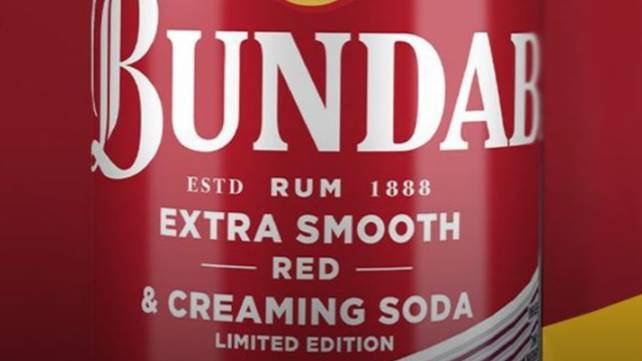 BUNDAB
ESTD RUM 1888
EXTRA SMOOTH
RED
& CREAMING SODA
LIMITED EDITION